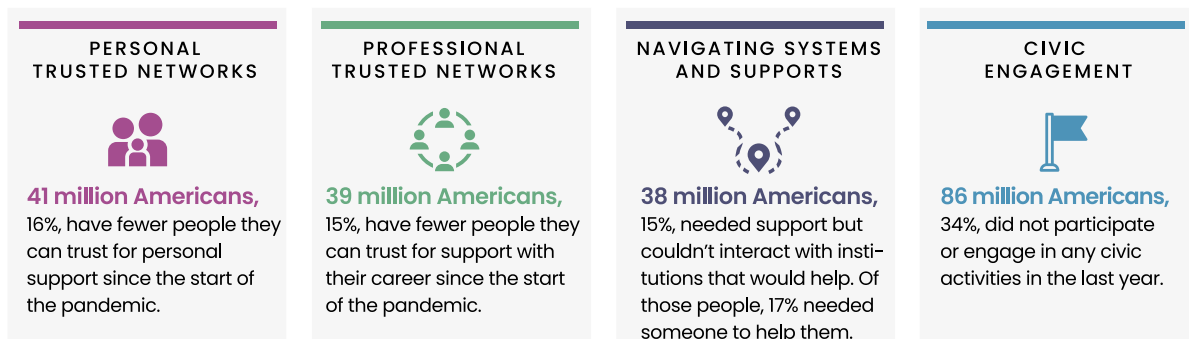 PERSONAL
TRUSTED NETWORKS
41 million Americans,
16%, have fewer people they
can trust for personal
support since the start of
the pandemic.
PROFESSIONAL
TRUSTED NETWORKS
39 million Americans,
15%, have fewer people they
can trust for support with
their career since the start
of the pandemic.
NAVIGATING SYSTEMS
AND SUPPORTS
38 million Americans,
15%, needed support but
couldn't interact with insti-
tutions that would help. Of
those people, 17% needed
someone to help them.
CIVIC
ENGAGEMENT
86 million Americans,
34%, did not participate
or engage in any civic
activities in the last year.